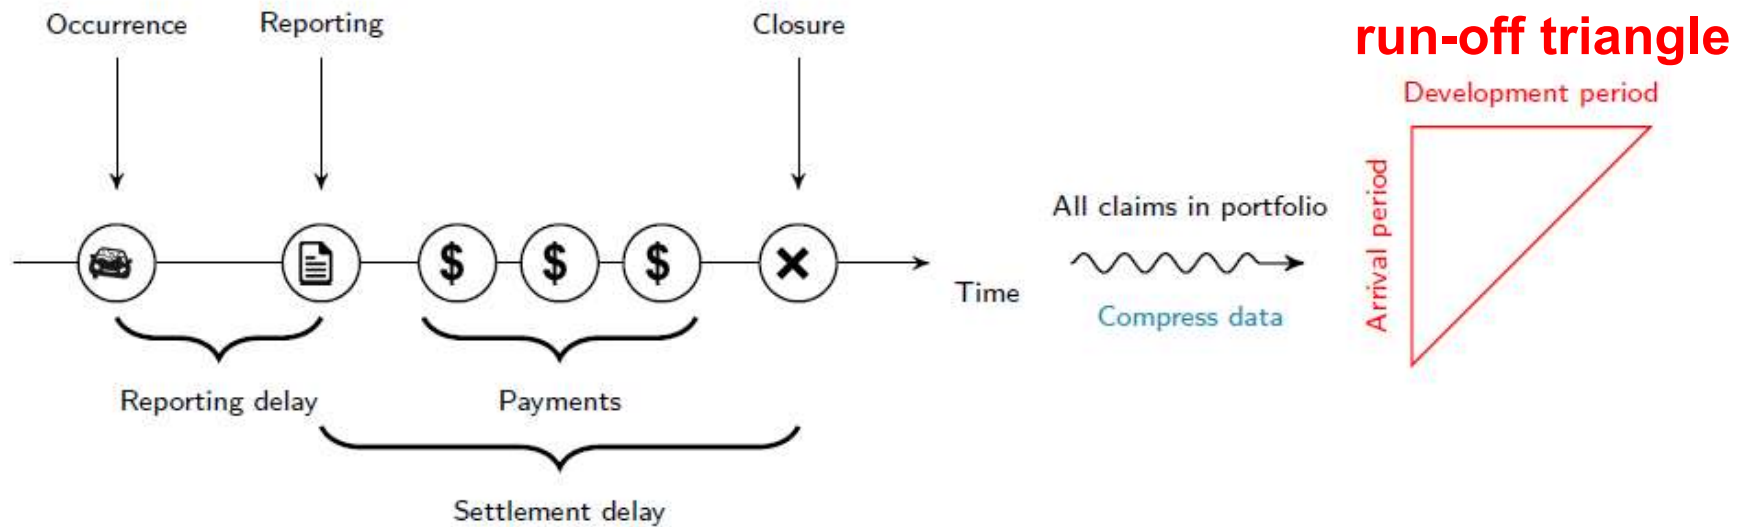 Occurrence
Reporting
Closure
run-off triangle
Development period
Arrival period
All claims in portfolio
$ $ $
Time
Compress data
Reporting delay
Payments
Settlement delay